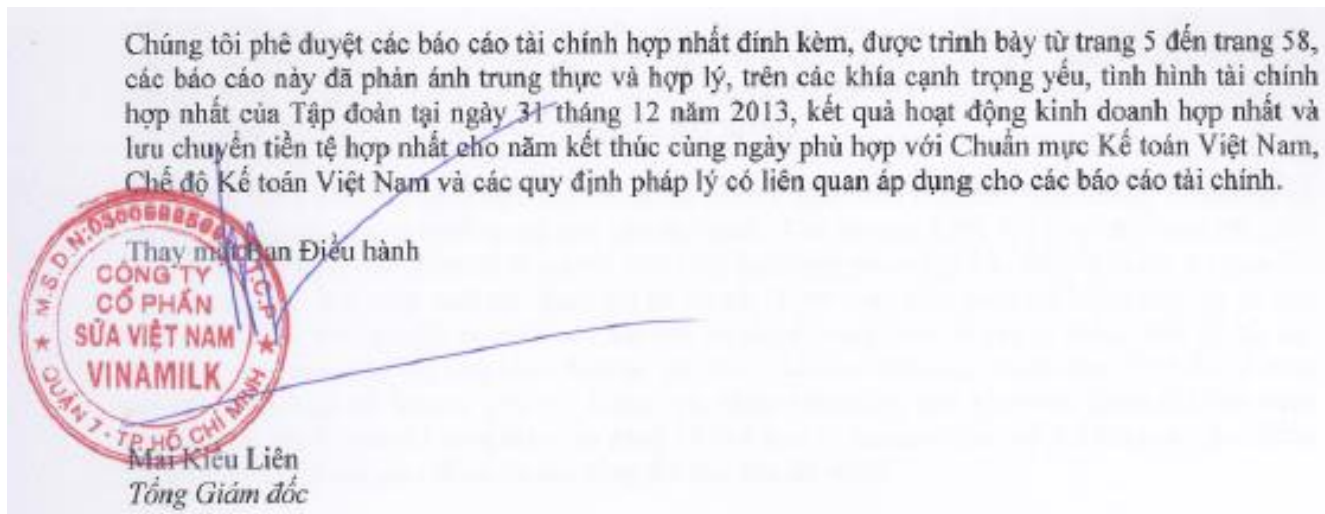 Chúng tôi phê duyệt các báo cáo tài chính hợp nhất đính kèm, được trình bày từ trang 5 đến trang 58,
các báo cáo này đã phản ánh trung thực và hợp lý, trên các khía cạnh trọng yếu, tình hình tài chính
hợp nhất của Tập đoàn tại ngày 31 tháng 12 năm 2013, kết quả hoạt động kinh doanh hợp nhất và
lưu chuyển tiền tệ hợp nhất cho năm kết thúc cùng ngày phù hợp với Chuẩn mực Kế toán Việt Nam,
Chế độ Kế toán Việt Nam và các quy định pháp lý có liên quan áp dụng cho các báo cáo tài chính.
Thay mặt Ban Điều hành
M.S.D.N: T.C.P
CÔNG TY
CỔ PHẦN
SỮA VIỆT NAM
VINAMILK
QUẬN 7 - TP HỒ CHÍ MINH
Mai Kiều Liên
Tổng Giám đốc